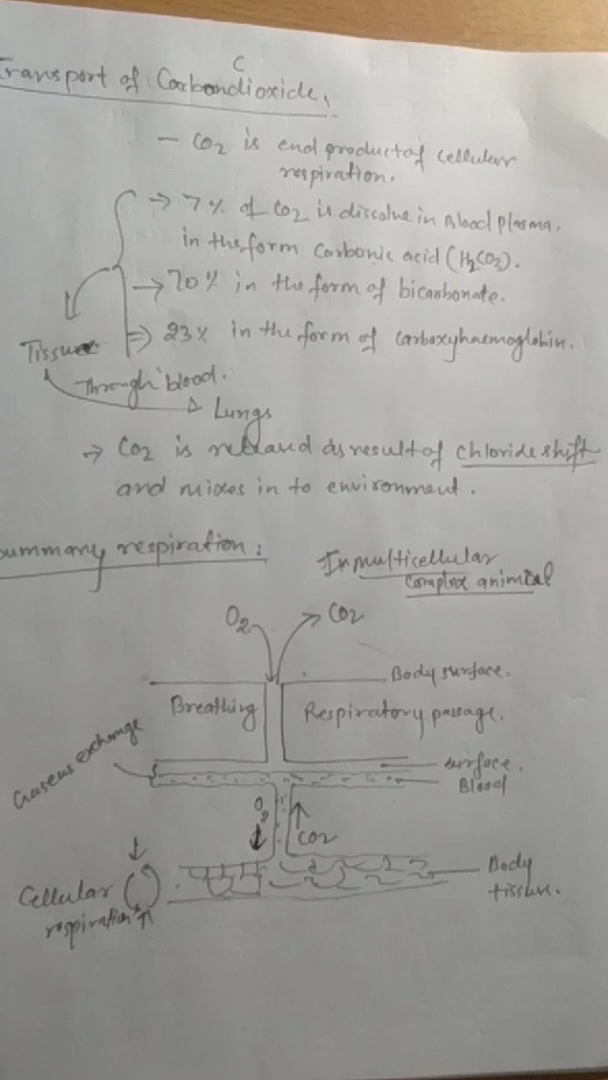 C
Transport of Carbondioxide.
- CO2 is end product of cellular
respiration.
→ 7% of CO2 is dissolve in Blood plasma.
in the form Carbonic acid (H2CO3).
→ 70% in the form of bicarbonate.
⇒ 23% in the form of carboxyhaemoglobin.
Tissue
Through blood.
Lungs
→ CO2 is as result of chloride shift
and mixes in to environment.
Summary respiration:
In multicellular
Complex animal
O2 CO2
Body surface.
Breathing Respiratory passage.
Gaseus exchange
surface.
Blood
O2
CO2
Cellular
respiration
Body
tissue.